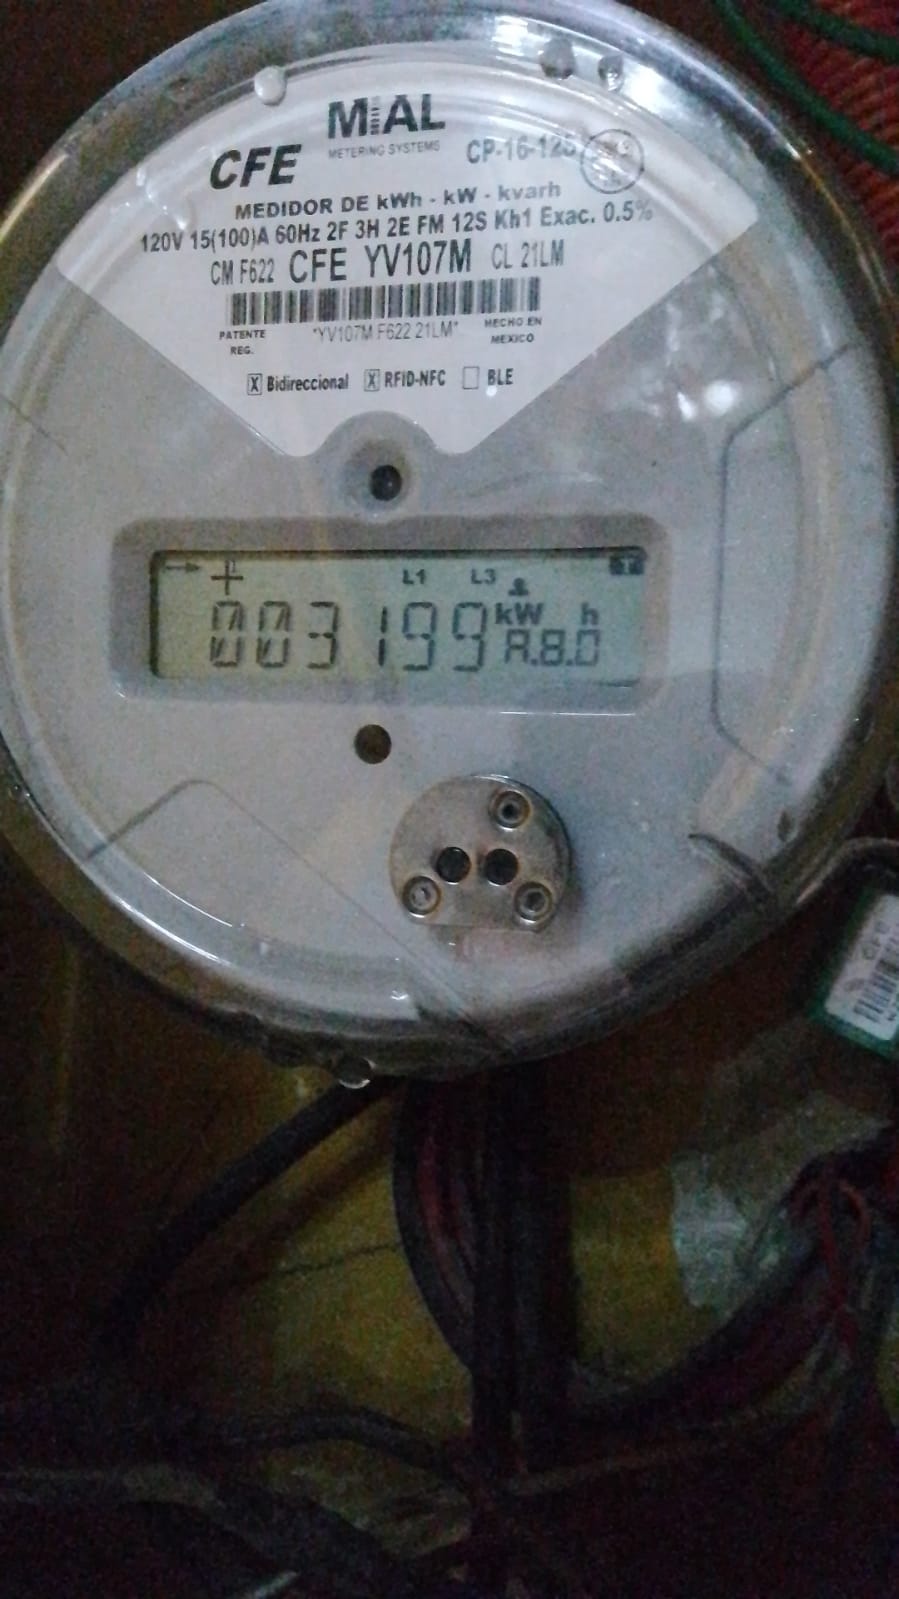 MIAL
METERING SYSTEMS
CFE
CP-16-125
MEDIDOR DE kWh - kW - kvarh
120V 15(100)A 60Hz 2F 3H 2E FM 12S Kh1 Exac. 0.5%
CM F622 CFE YV107M CL 21LM
PATENTE REG.
*YV107M F622 21LM*
HECHO EN MEXICO
X Bidireccional X RFID-NFC BLE
L1 L3
003199 kW h
A.8.0
CFE